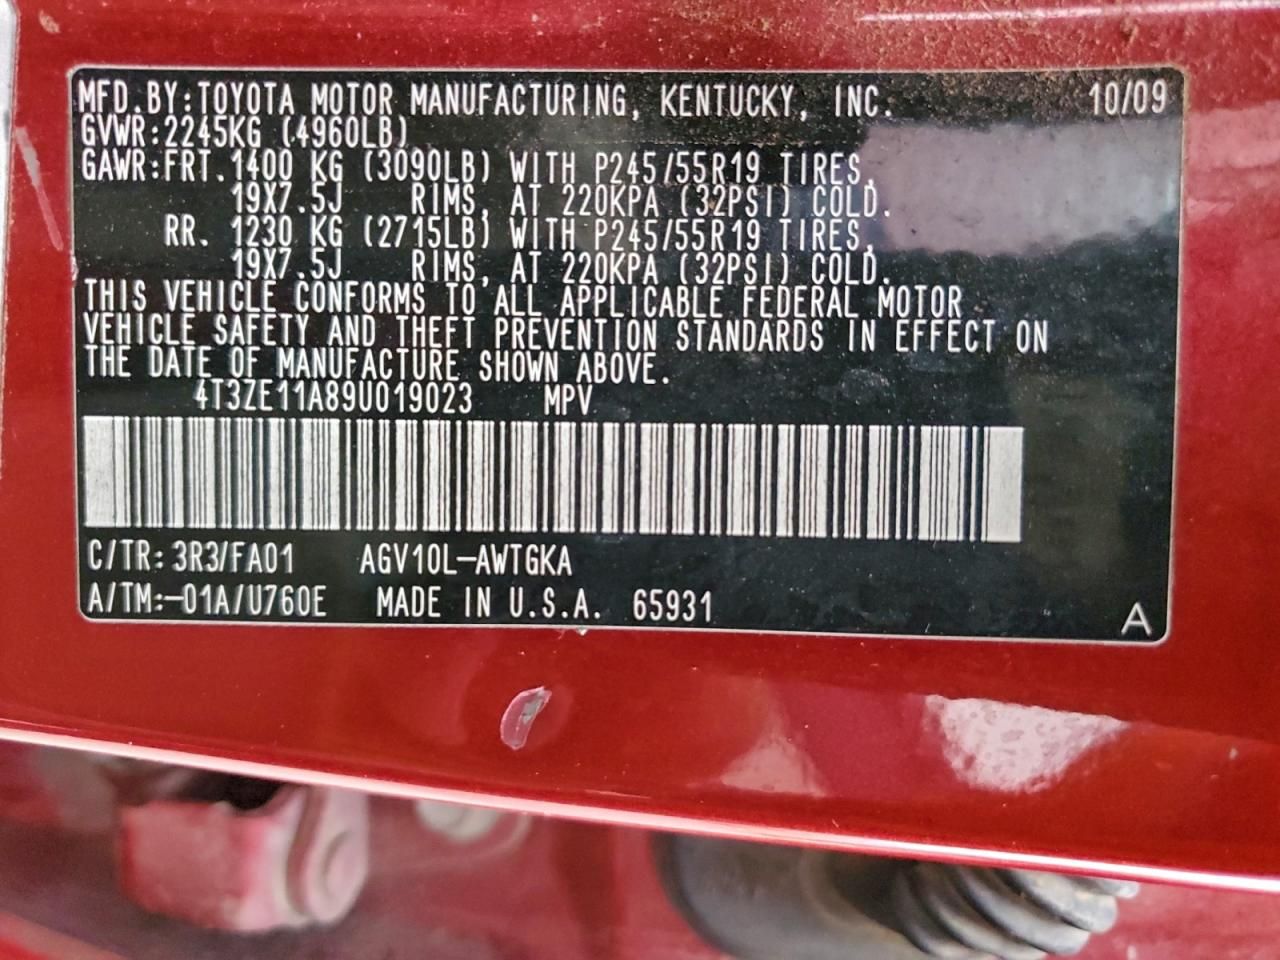 MFD.BY:TOYOTA MOTOR MANUFACTURING, KENTUCKY, INC. 10/09
GVWR:2245KG (4960LB)
GAWR:FRT.1400 KG (3090LB) WITH P245/55R19 TIRES,
19X7.5J RIMS, AT 220KPA (32PSI) COLD.
RR. 1230 KG (2715LB) WITH P245/55R19 TIRES,
19X7.5J RIMS, AT 220KPA (32PSI) COLD.
THIS VEHICLE CONFORMS TO ALL APPLICABLE FEDERAL MOTOR
VEHICLE SAFETY AND THEFT PREVENTION STANDARDS IN EFFECT ON
THE DATE OF MANUFACTURE SHOWN ABOVE.
4T3ZE11A89U019023 MPV
C/TR: 3R3/FA01 AGV10L-AWTGKA
A/TM:-01A/U760E MADE IN U.S.A. 65931
A